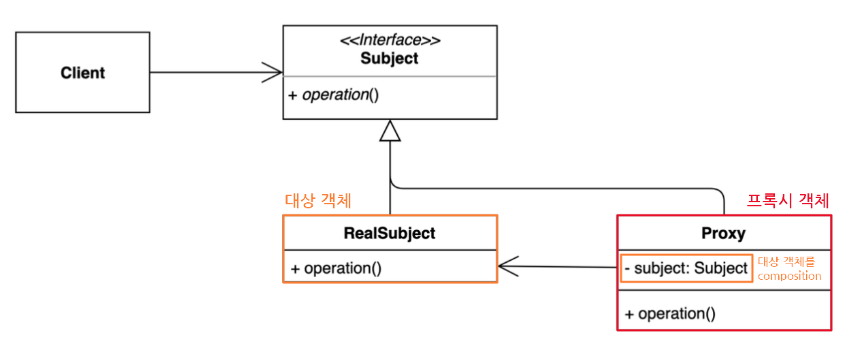 Client
<<Interface>>
Subject
+ operation()
대상 객체
프록시 객체
RealSubject
+ operation()
Proxy
- subject: Subject
대상 객체를
composition
+ operation()